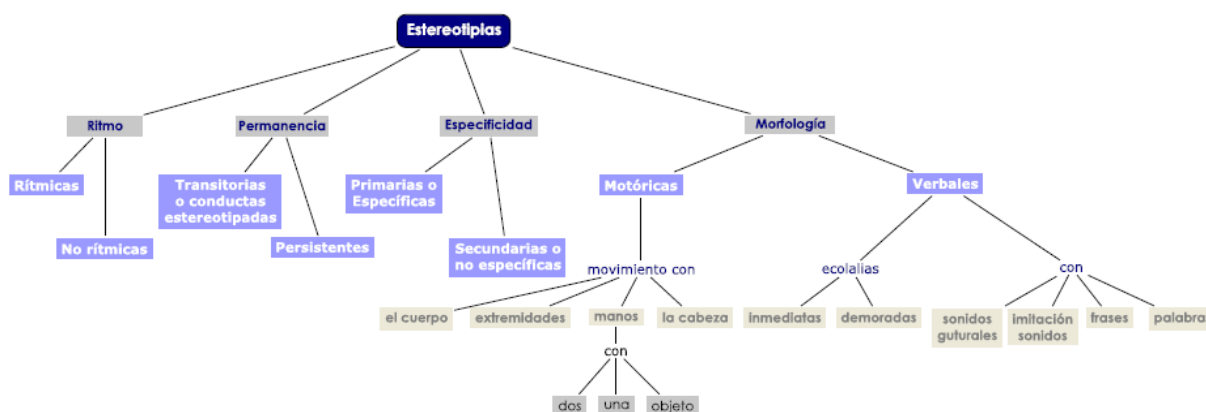 Estereotipias
Ritmo
Permanencia
Especificidad
Morfología
Rítmicas
Transitorias
o conductas
estereotipadas
Primarias o
Específicas
Motóricas
Verbales
No rítmicas
Persistentes
Secundarias o
no específicas
movimiento con
ecolalias
con
el cuerpo
extremidades
manos
la cabeza
inmediatas
demoradas
sonidos
guturales
imitación
sonidos
frases
palabra
con
dos
una
objeto